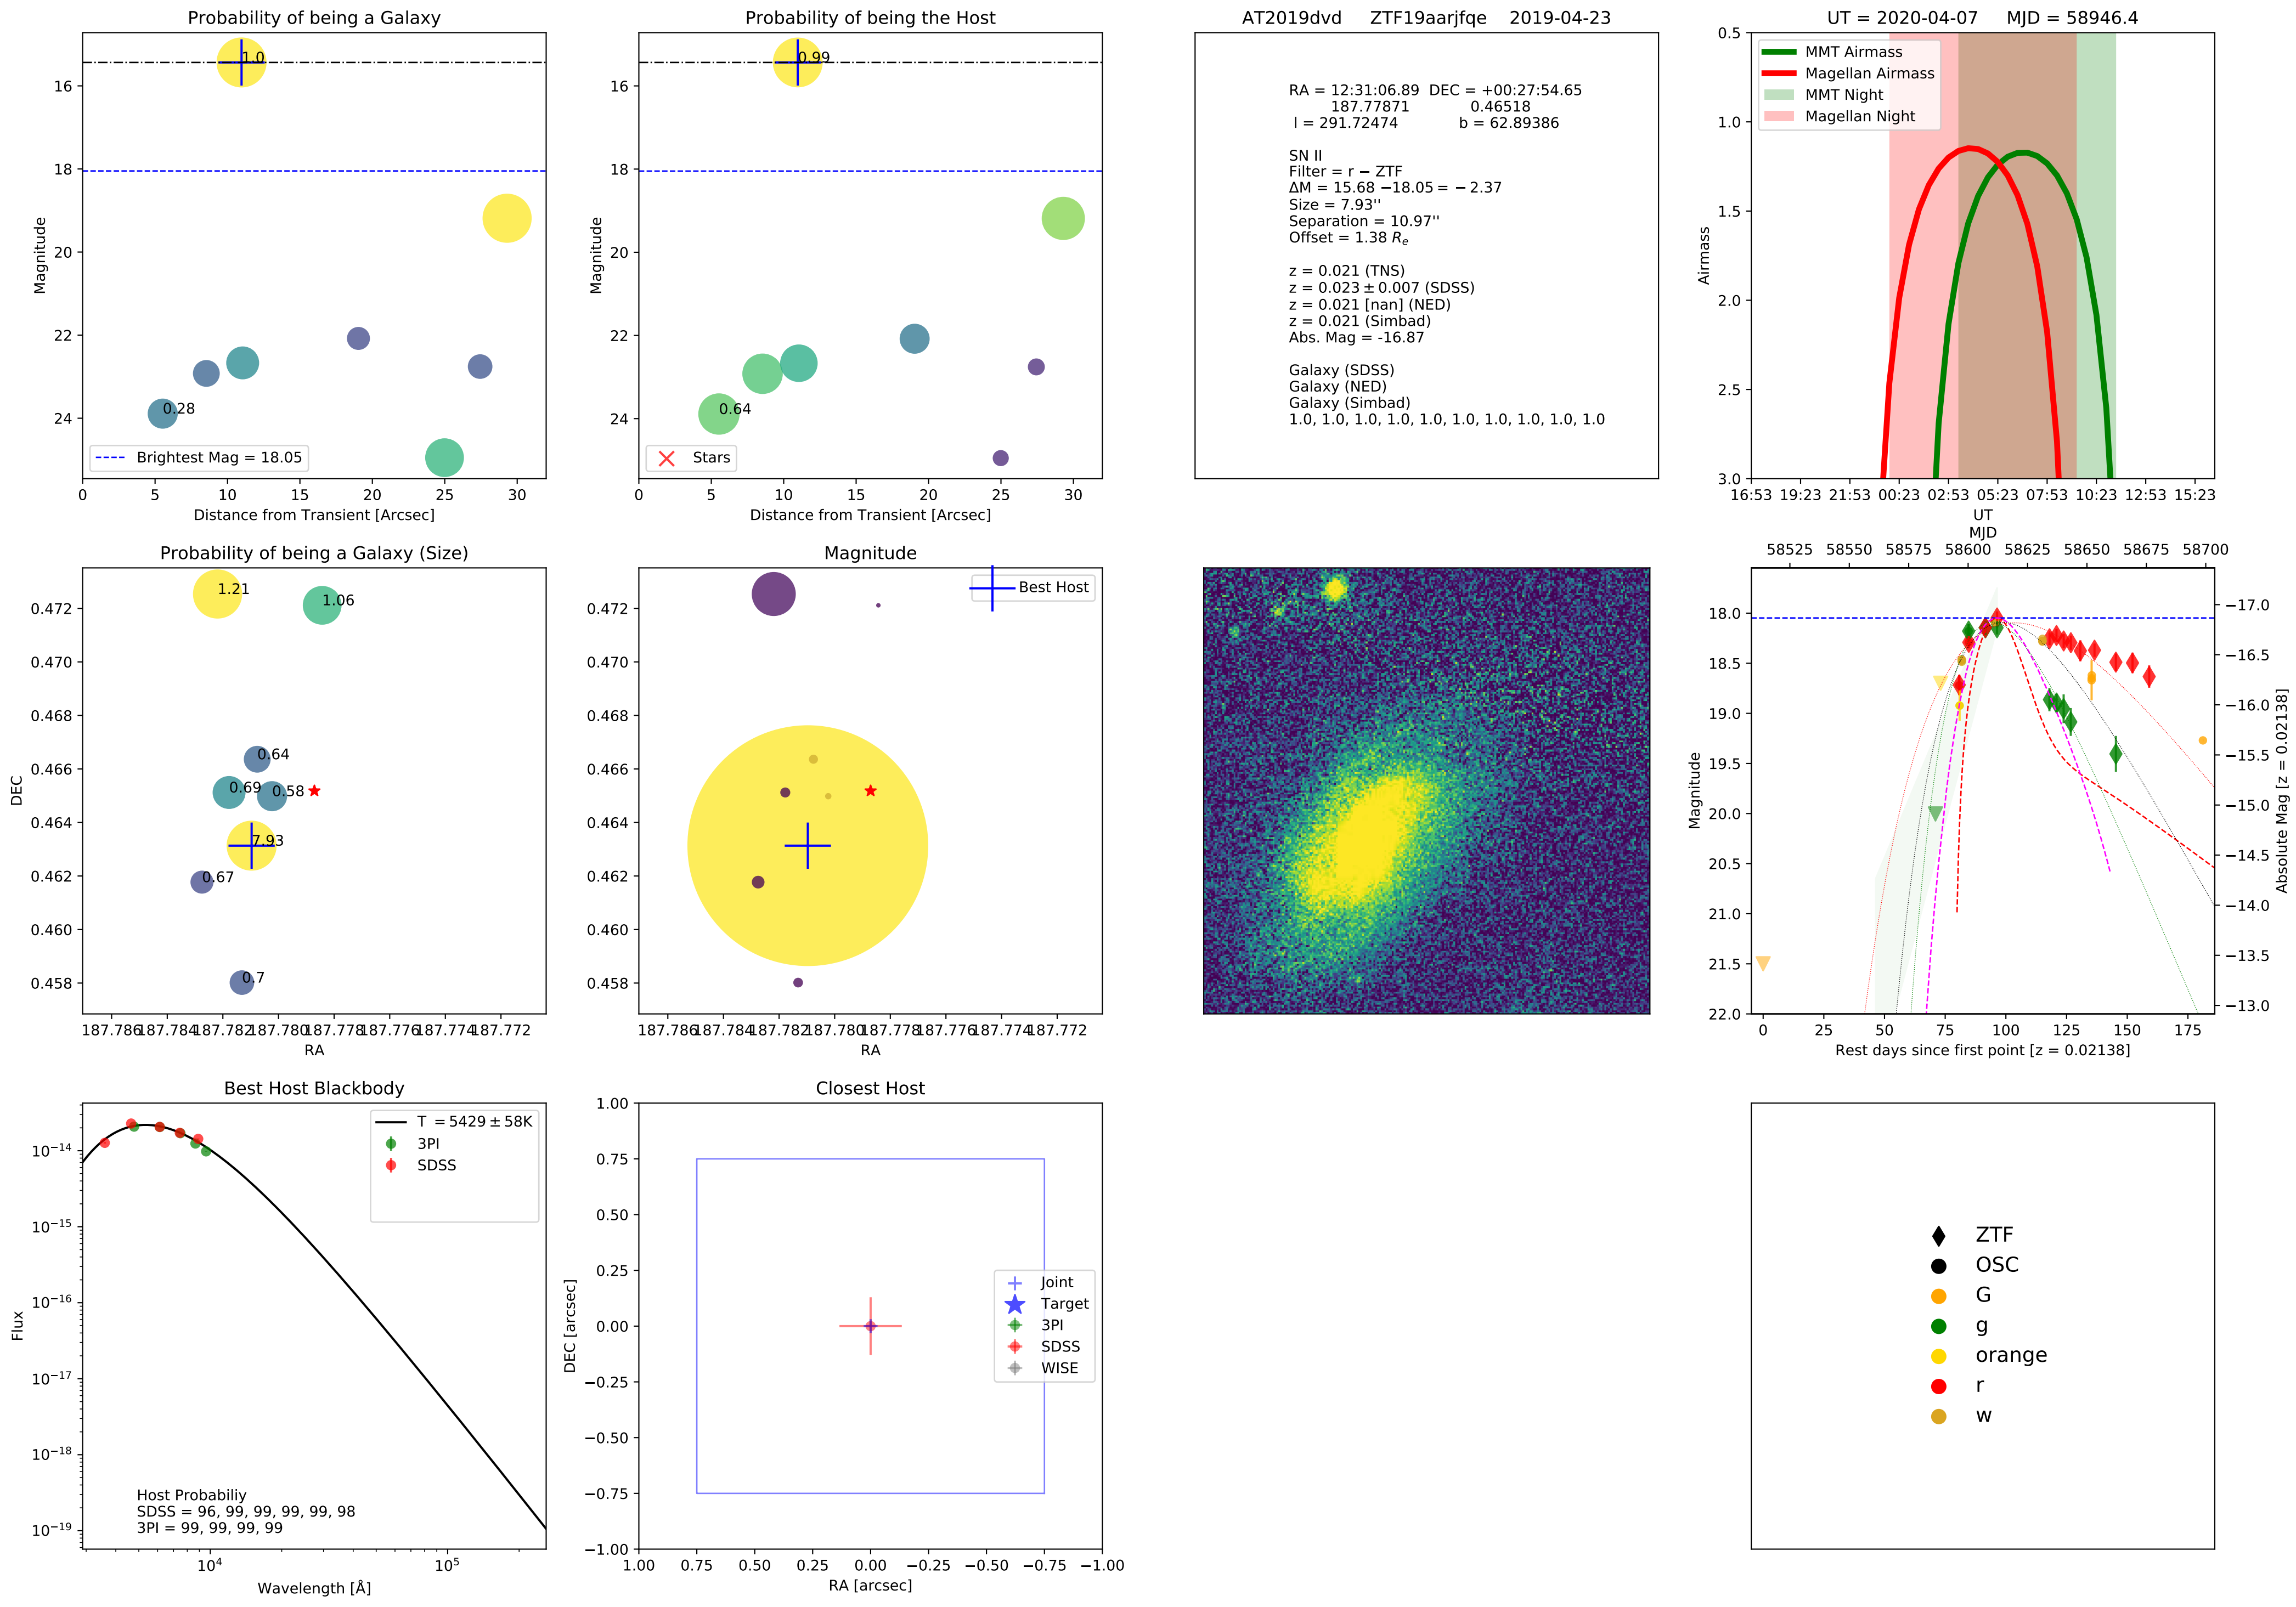 Probability of being a Galaxy
1.0
0.28
Brightest Mag = 18.05
16
18
20
22
24
Magnitude
0 5 10 15 20 25 30
Distance from Transient [Arcsec]
Probability of being the Host
0.99
0.64
Stars
16
18
20
22
24
Magnitude
0 5 10 15 20 25 30
Distance from Transient [Arcsec]
AT2019dvd ZTF19aarjfqe 2019-04-23
RA = 12:31:06.89 DEC = +00:27:54.65
187.77871 0.46518
l = 291.72474 b = 62.89386
SN II
Filter = r − ZTF
ΔM = 15.68 −18.05 = −2.37
Size = 7.93''
Separation = 10.97''
Offset = 1.38 Re
z = 0.021 (TNS)
z = 0.023 ± 0.007 (SDSS)
z = 0.021 [nan] (NED)
z = 0.021 (Simbad)
Abs. Mag = -16.87
Galaxy (SDSS)
Galaxy (NED)
Galaxy (Simbad)
1.0, 1.0, 1.0, 1.0, 1.0, 1.0, 1.0, 1.0, 1.0, 1.0
UT = 2020-04-07 MJD = 58946.4
MMT Airmass
Magellan Airmass
MMT Night
Magellan Night
0.5
1.0
1.5
2.0
2.5
3.0
Airmass
16:53 19:23 21:53 00:23 02:53 05:23 07:53 10:23 12:53 15:23
UT
Probability of being a Galaxy (Size)
1.21
1.06
0.64
0.69
0.58
7.93
0.67
0.7
0.472
0.470
0.468
0.466
0.464
0.462
0.460
0.458
DEC
187.786 187.784 187.782 187.780 187.778 187.776 187.774 187.772
RA
Magnitude
Best Host
0.472
0.470
0.468
0.466
0.464
0.462
0.460
0.458
187.786 187.784 187.782 187.780 187.778 187.776 187.774 187.772
RA
MJD
58525 58550 58575 58600 58625 58650 58675 58700
18.0
18.5
19.0
19.5
20.0
20.5
21.0
21.5
22.0
Magnitude
−17.0
−16.5
−16.0
−15.5
−15.0
−14.5
−14.0
−13.5
−13.0
Absolute Mag [z = 0.02138]
0 25 50 75 100 125 150 175
Rest days since first point [z = 0.02138]
Best Host Blackbody
T = 5429 ± 58K
3PI
SDSS
10−14
10−15
10−16
10−17
10−18
10−19
Flux
Host Probabiliy
SDSS = 96, 99, 99, 99, 99, 98
3PI = 99, 99, 99, 99
104 105
Wavelength [Å]
Closest Host
Joint
Target
3PI
SDSS
WISE
1.00
0.75
0.50
0.25
0.00
−0.25
−0.50
−0.75
−1.00
DEC [arcsec]
1.00 0.75 0.50 0.25 0.00 −0.25 −0.50 −0.75 −1.00
RA [arcsec]
ZTF
OSC
G
g
orange
r
w